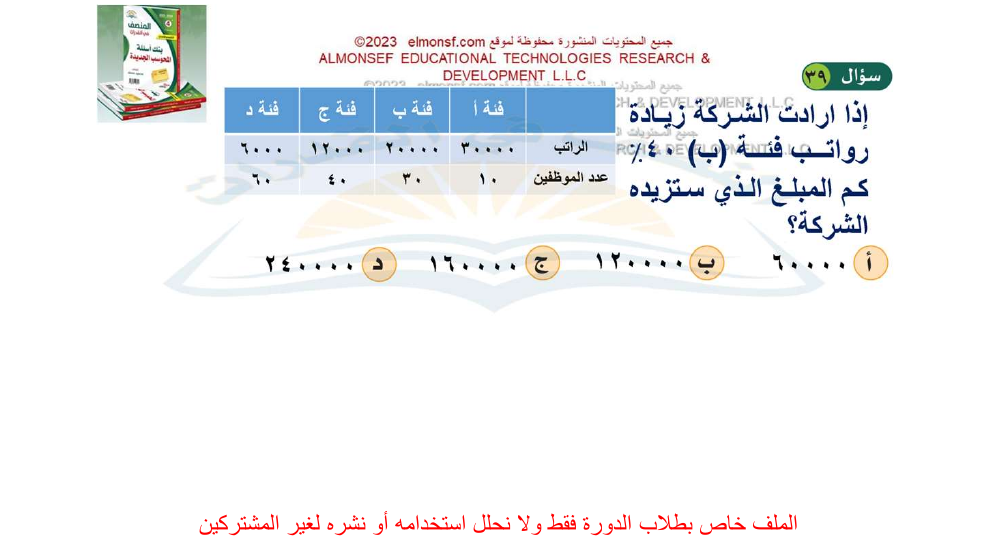 المنصف
في القدرات
بنك أسئلة
المحوسب الجديدة
جميع المحتويات المنشورة محفوظة لموقع elmonsf.com ©2023
ALMONSEF EDUCATIONAL TECHNOLOGIES RESEARCH &
DEVELOPMENT L.L.C
سؤال ٣٩
إذا ارادت الشركة زيادة
رواتب فئة (ب) ٤٠٪
كم المبلغ الذي ستزيده
الشركة؟
فئة أ فئة ب فئة ج فئة د
الراتب ٣٠٠٠٠ ٢٠٠٠٠ ١٢٠٠٠ ٦٠٠٠
عدد الموظفين ١٠ ٣٠ ٤٠ ٦٠
أ ٦٠٠٠٠ ب ١٢٠٠٠٠ ج ١٦٠٠٠٠ د ٢٤٠٠٠٠
الملف خاص بطلاب الدورة فقط ولا نحلل استخدامه أو نشره لغير المشتركين